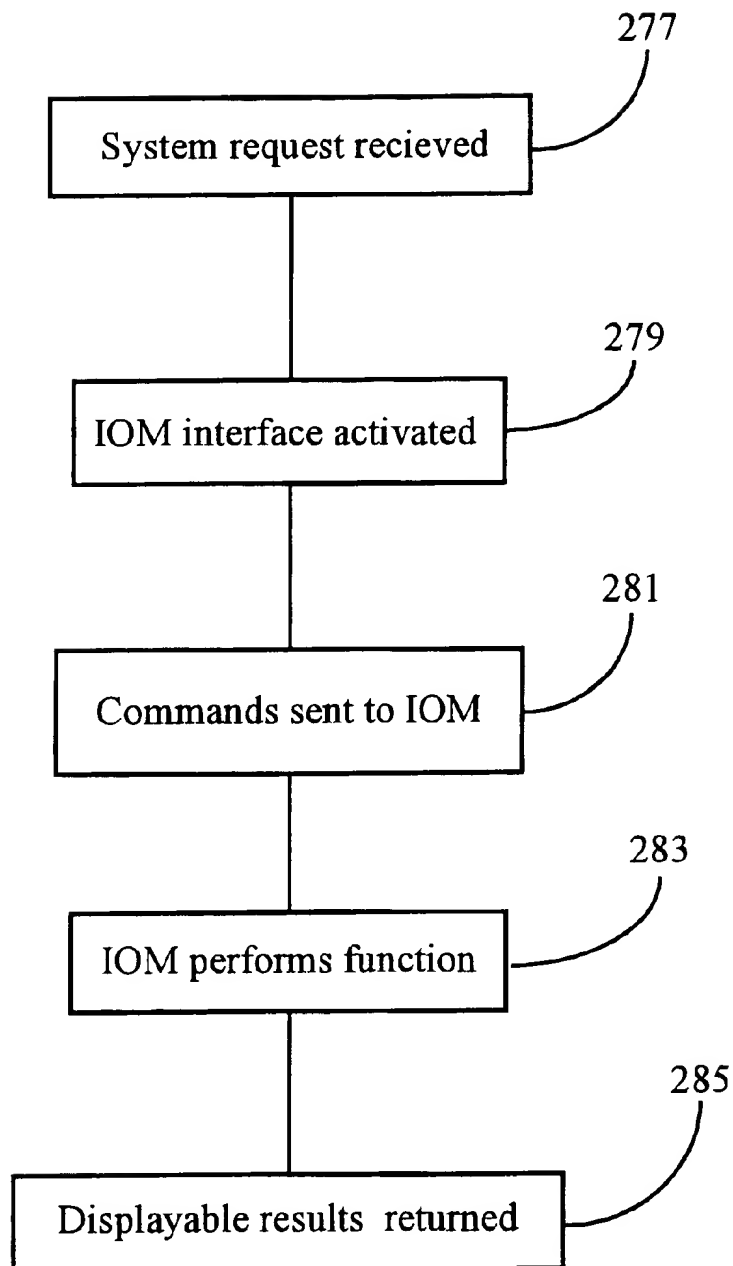 277
System request recieved
279
IOM interface activated
281
Commands sent to IOM
283
IOM performs function
285
Displayable results returned